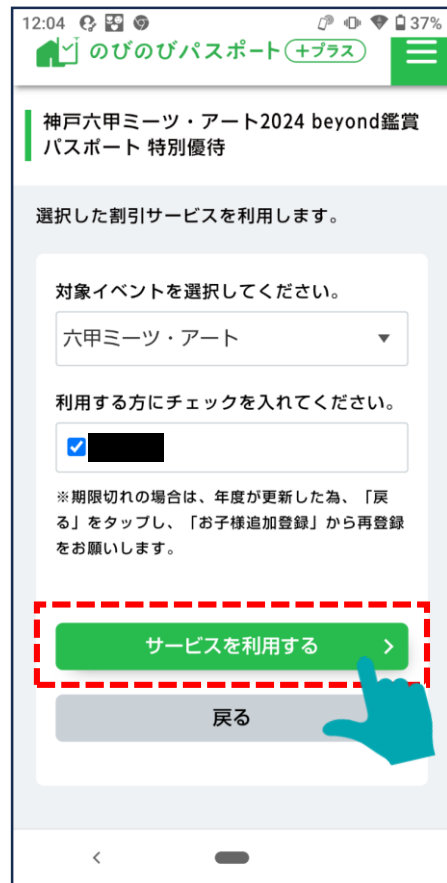 12:04 37%
のびのびパスポート +プラス
神戸六甲ミーツ・アート2024 beyond鑑賞
パスポート 特別優待
選択した割引サービスを利用します。
対象イベントを選択してください。
六甲ミーツ・アート
利用する方にチェックを入れてください。
※期限切れの場合は、年度が更新した為、「戻
る」をタップし、「お子様追加登録」から再登録
をお願いします。
サービスを利用する
戻る